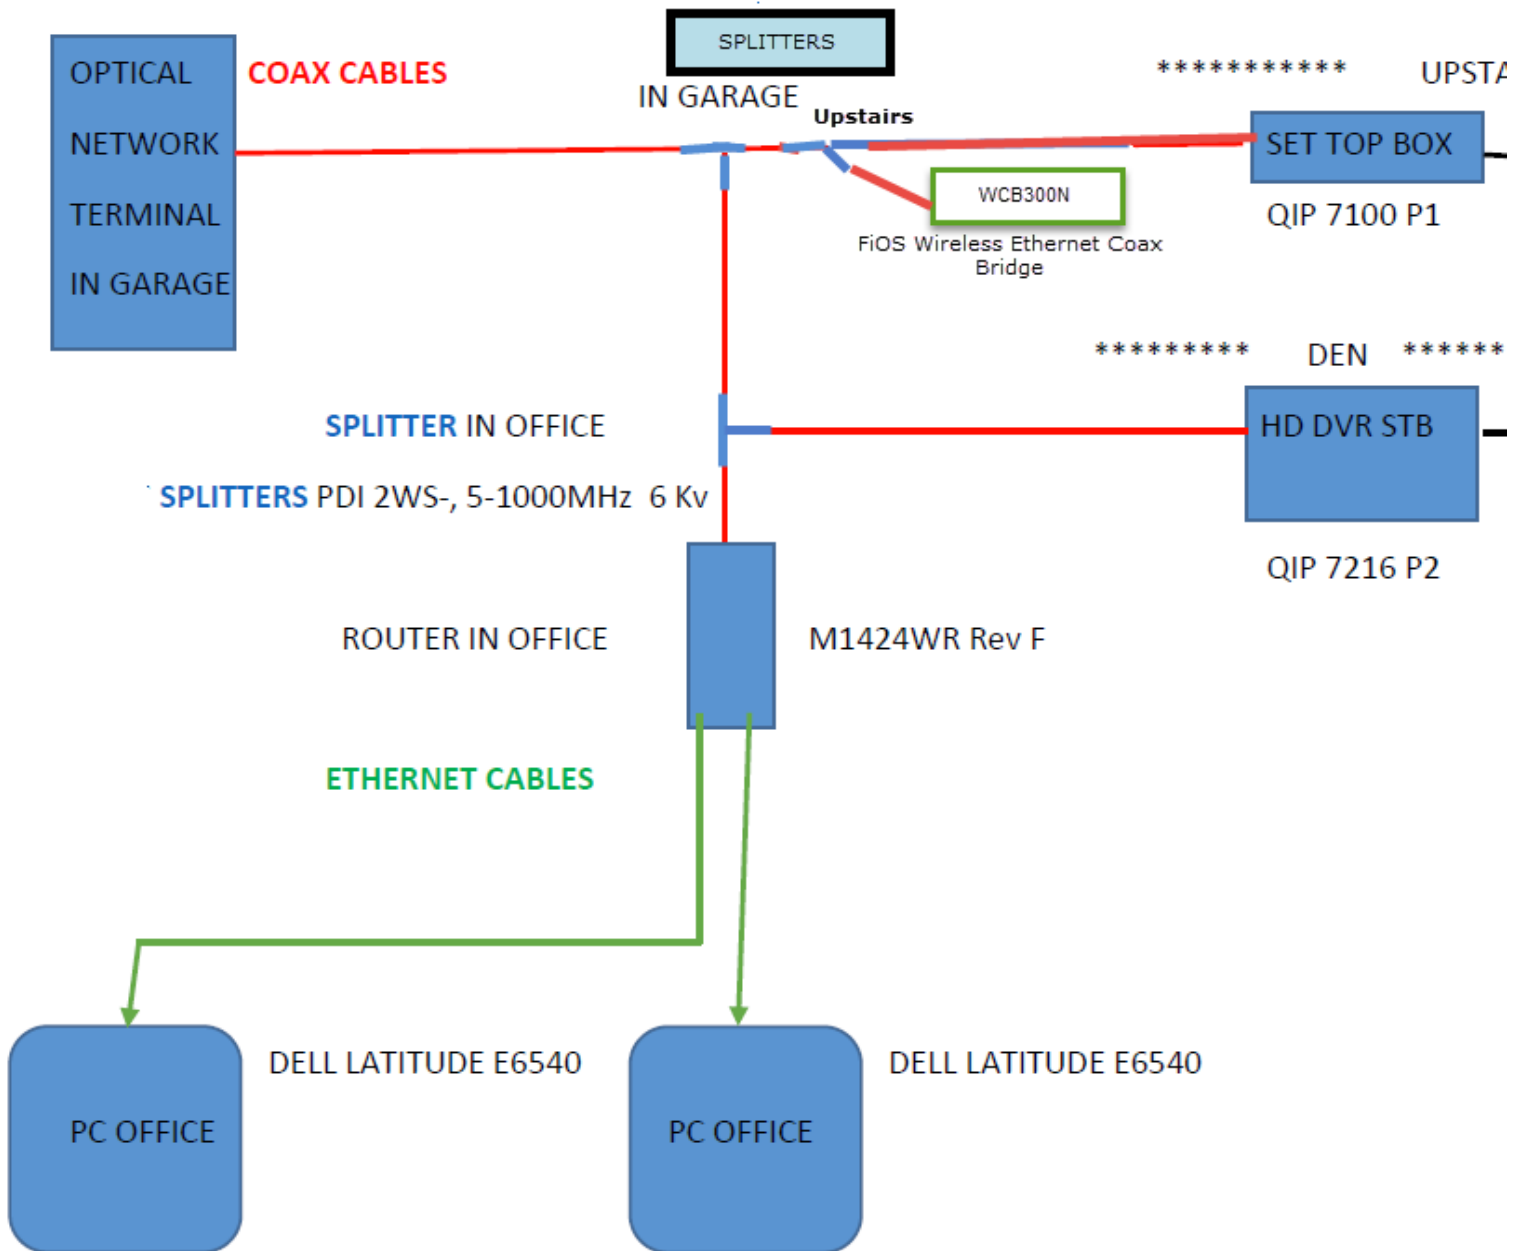 SPLITTERS
OPTICAL
NETWORK
TERMINAL
IN GARAGE
COAX CABLES
IN GARAGE
Upstairs
*********** UPSTA
SET TOP BOX
QIP 7100 P1
WCB300N
FiOS Wireless Ethernet Coax
Bridge
********* DEN ******
HD DVR STB
QIP 7216 P2
SPLITTER IN OFFICE
SPLITTERS PDI 2WS-, 5-1000MHz 6 Kv
ROUTER IN OFFICE
M1424WR Rev F
ETHERNET CABLES
PC OFFICE
DELL LATITUDE E6540
PC OFFICE
DELL LATITUDE E6540